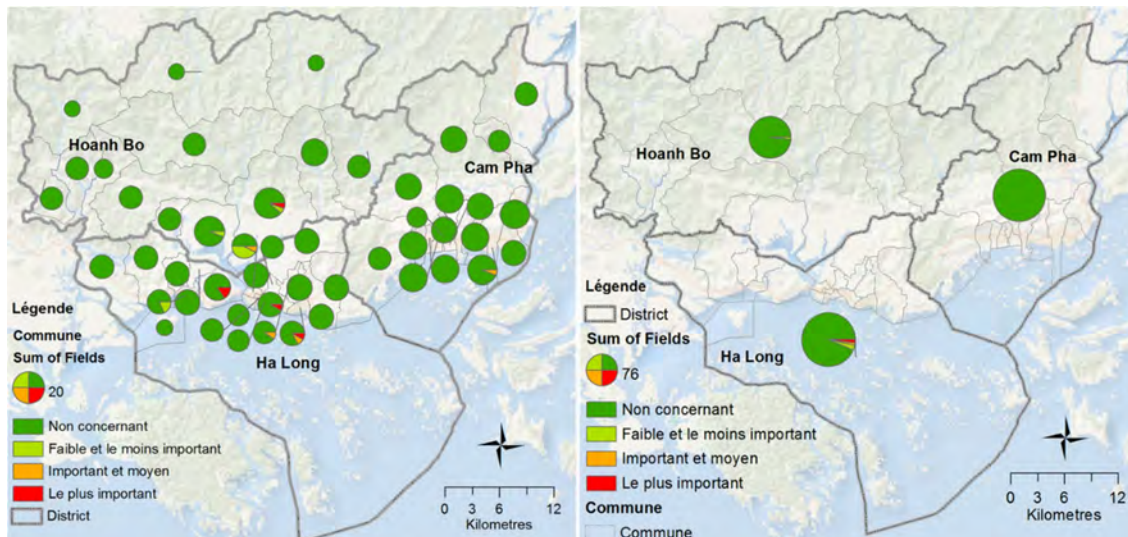 Hoanh Bo
Cam Pha
Ha Long
Légende
Commune
Sum of Fields
20
Non concernant
Faible et le moins important
Important et moyen
Le plus important
District
0 3 6 12
Kilometres
Hoanh Bo
Cam Pha
Ha Long
Légende
District
Sum of Fields
76
Non concernant
Faible et le moins important
Important et moyen
Le plus important
Commune
Commune
0 3 6 12
Kilometres